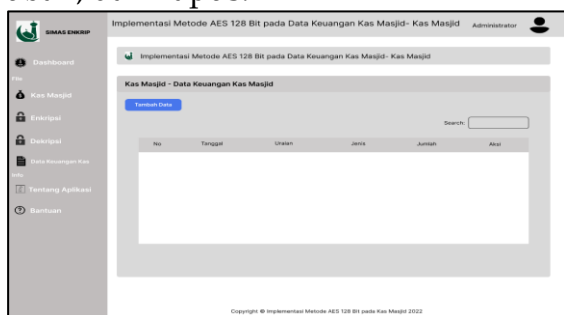 SIMAS ENKRIP
Implementasi Metode AES 128 Bit pada Data Keuangan Kas Masjid- Kas Masjid
Administrator
Dashboard
File
Kas Masjid
Enkripsi
Dekripsi
Data Keuangan Kas
Info
Tentang Aplikasi
Bantuan
Implementasi Metode AES 128 Bit pada Data Keuangan Kas Masjid- Kas Masjid
Kas Masjid - Data Keuangan Kas Masjid
Tambah Data
Search:
No Tanggal Uraian Jenis Jumlah Aksi
Copyright © Implementasi Metode AES 128 Bit pada Kas Masjid 2022